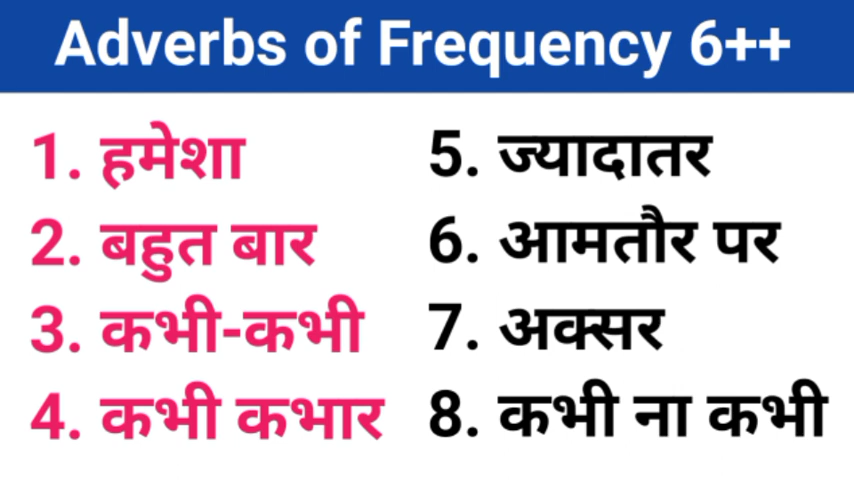 Adverbs of Frequency 6++
1. हमेशा
2. बहुत बार
3. कभी-कभी
4. कभी कभार
5. ज्यादातर
6. आमतौर पर
7. अक्सर
8. कभी ना कभी